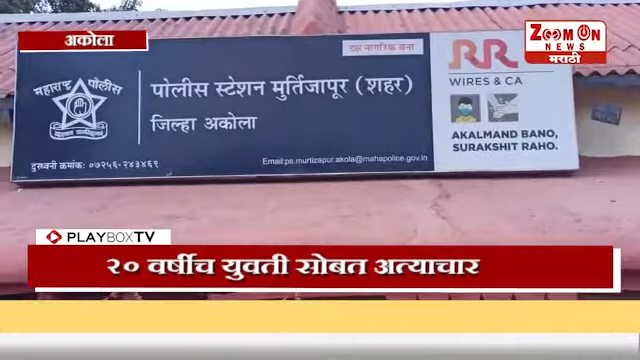 अकोला
ZOOM ON
NEWS
मराठी
दक्ष नागरिक बना
महाराष्ट्र पोलीस
पोलीस स्टेशन मुर्तिजापूर (शहर)
जिल्हा अकोला
दुरध्वनी क्रमांक: ०७२५६-२४३४६९
Email:ps.murtizapur.akola@mahapolice.gov.in
RR
WIRES & CA
AKALMAND BANO,
SURAKSHIT RAHO.
PLAYBOXTV
२० वर्षीच युवती सोबत अत्याचार